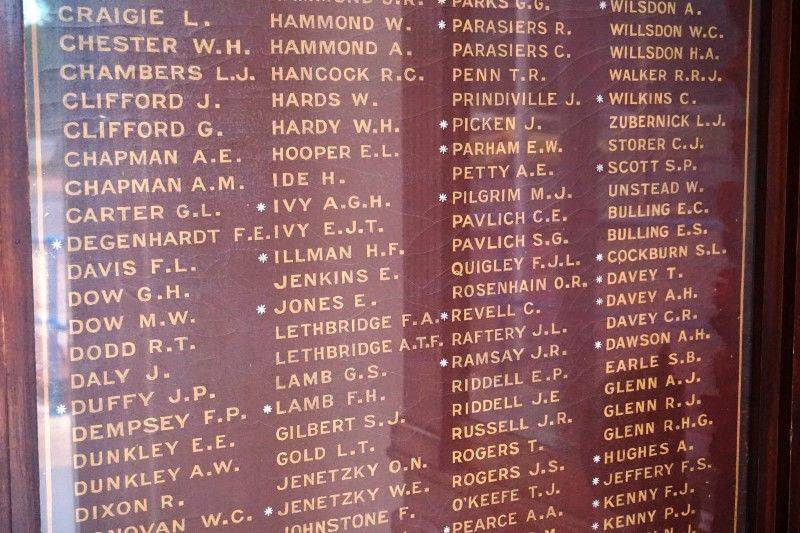 CRAIGIE L.
CHESTER W.H.
CHAMBERS L.J.
CLIFFORD J.
CLIFFORD G.
CHAPMAN A.E.
CHAPMAN A.M.
CARTER G.L.
* DEGENHARDT F.E.
DAVIS F.L.
DOW G.H.
DOW M.W.
DODD R.T.
DALY J.
* DUFFY J.P.
DEMPSEY F.P.
DUNKLEY E.E.
DUNKLEY A.W.
DIXON R.
W.C.
HAMMOND W.
HAMMOND A.
HANCOCK R.C.
HARDS W.
HARDY W.H.
HOOPER E.L.
IDE H.
* IVY A.G.H.
IVY E.J.T.
* ILLMAN H.F.
JENKINS E.
* JONES E.
LETHBRIDGE F.A.
LETHBRIDGE A.T.F.
LAMB G.S.
* LAMB F.H.
GILBERT S.J.
GOLD L.T.
JENETZKY O.N.
* JENETZKY W.E.
JOHNSTONE F.
* PARKS G.G.
* PARASIERS R.
PARASIERS C.
PENN T.R.
PRINDIVILLE J.
* PICKEN J.
* PARHAM E.W.
PETTY A.E.
* PILGRIM M.J.
PAVLICH C.E.
PAVLICH S.G.
QUIGLEY F.J.L.
ROSENHAIN O.R.
* REVELL C.
RAFTERY J.L.
* RAMSAY J.R.
RIDDELL E.P.
RIDDELL J.E
RUSSELL J.R.
ROGERS T.
ROGERS J.S.
O'KEEFE T.J.
* PEARCE A.A.
* WILSDON A.
WILLSDON W.C.
WILLSDON H.A.
WALKER R.R.J.
* WILKINS C.
ZUBERNICK L.J.
STORER C.J.
* SCOTT S.P.
UNSTEAD W.
BULLING E.C.
BULLING E.S.
* COCKBURN S.L.
* DAVEY T.
* DAVEY A.H.
DAVEY C.R.
* DAWSON A.H.
EARLE S.B.
GLENN A.J.
GLENN R.J.
GLENN R.H.G.
* HUGHES A.
* JEFFERY F.S.
* KENNY F.J.
* KENNY P.J.